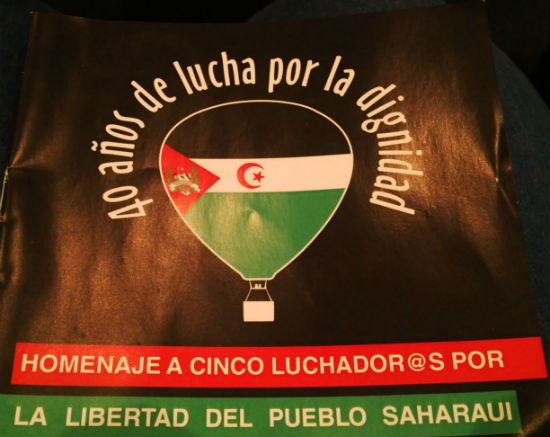 40 años de lucha por la dignidad
HOMENAJE A CINCO LUCHADOR@S POR
LA LIBERTAD DEL PUEBLO SAHARAUI